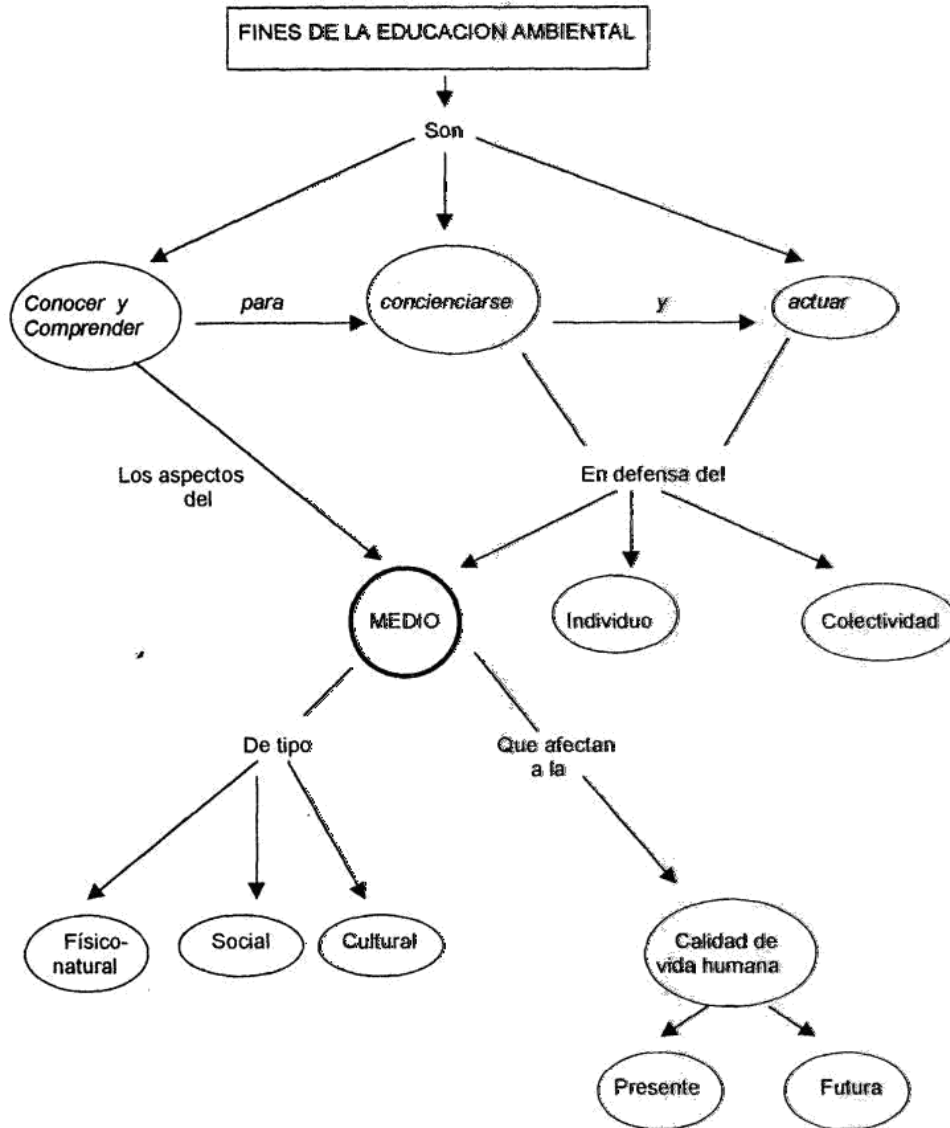 FINES DE LA EDUCACION AMBIENTAL
Son
Conocer y
Comprender
para
concienciarse
y
actuar
Los aspectos
del
En defensa del
MEDIO
Individuo
Colectividad
De tipo
Que afectan
a la
Físico-
natural
Social
Cultural
Calidad de
vida humana
Presente
Futura